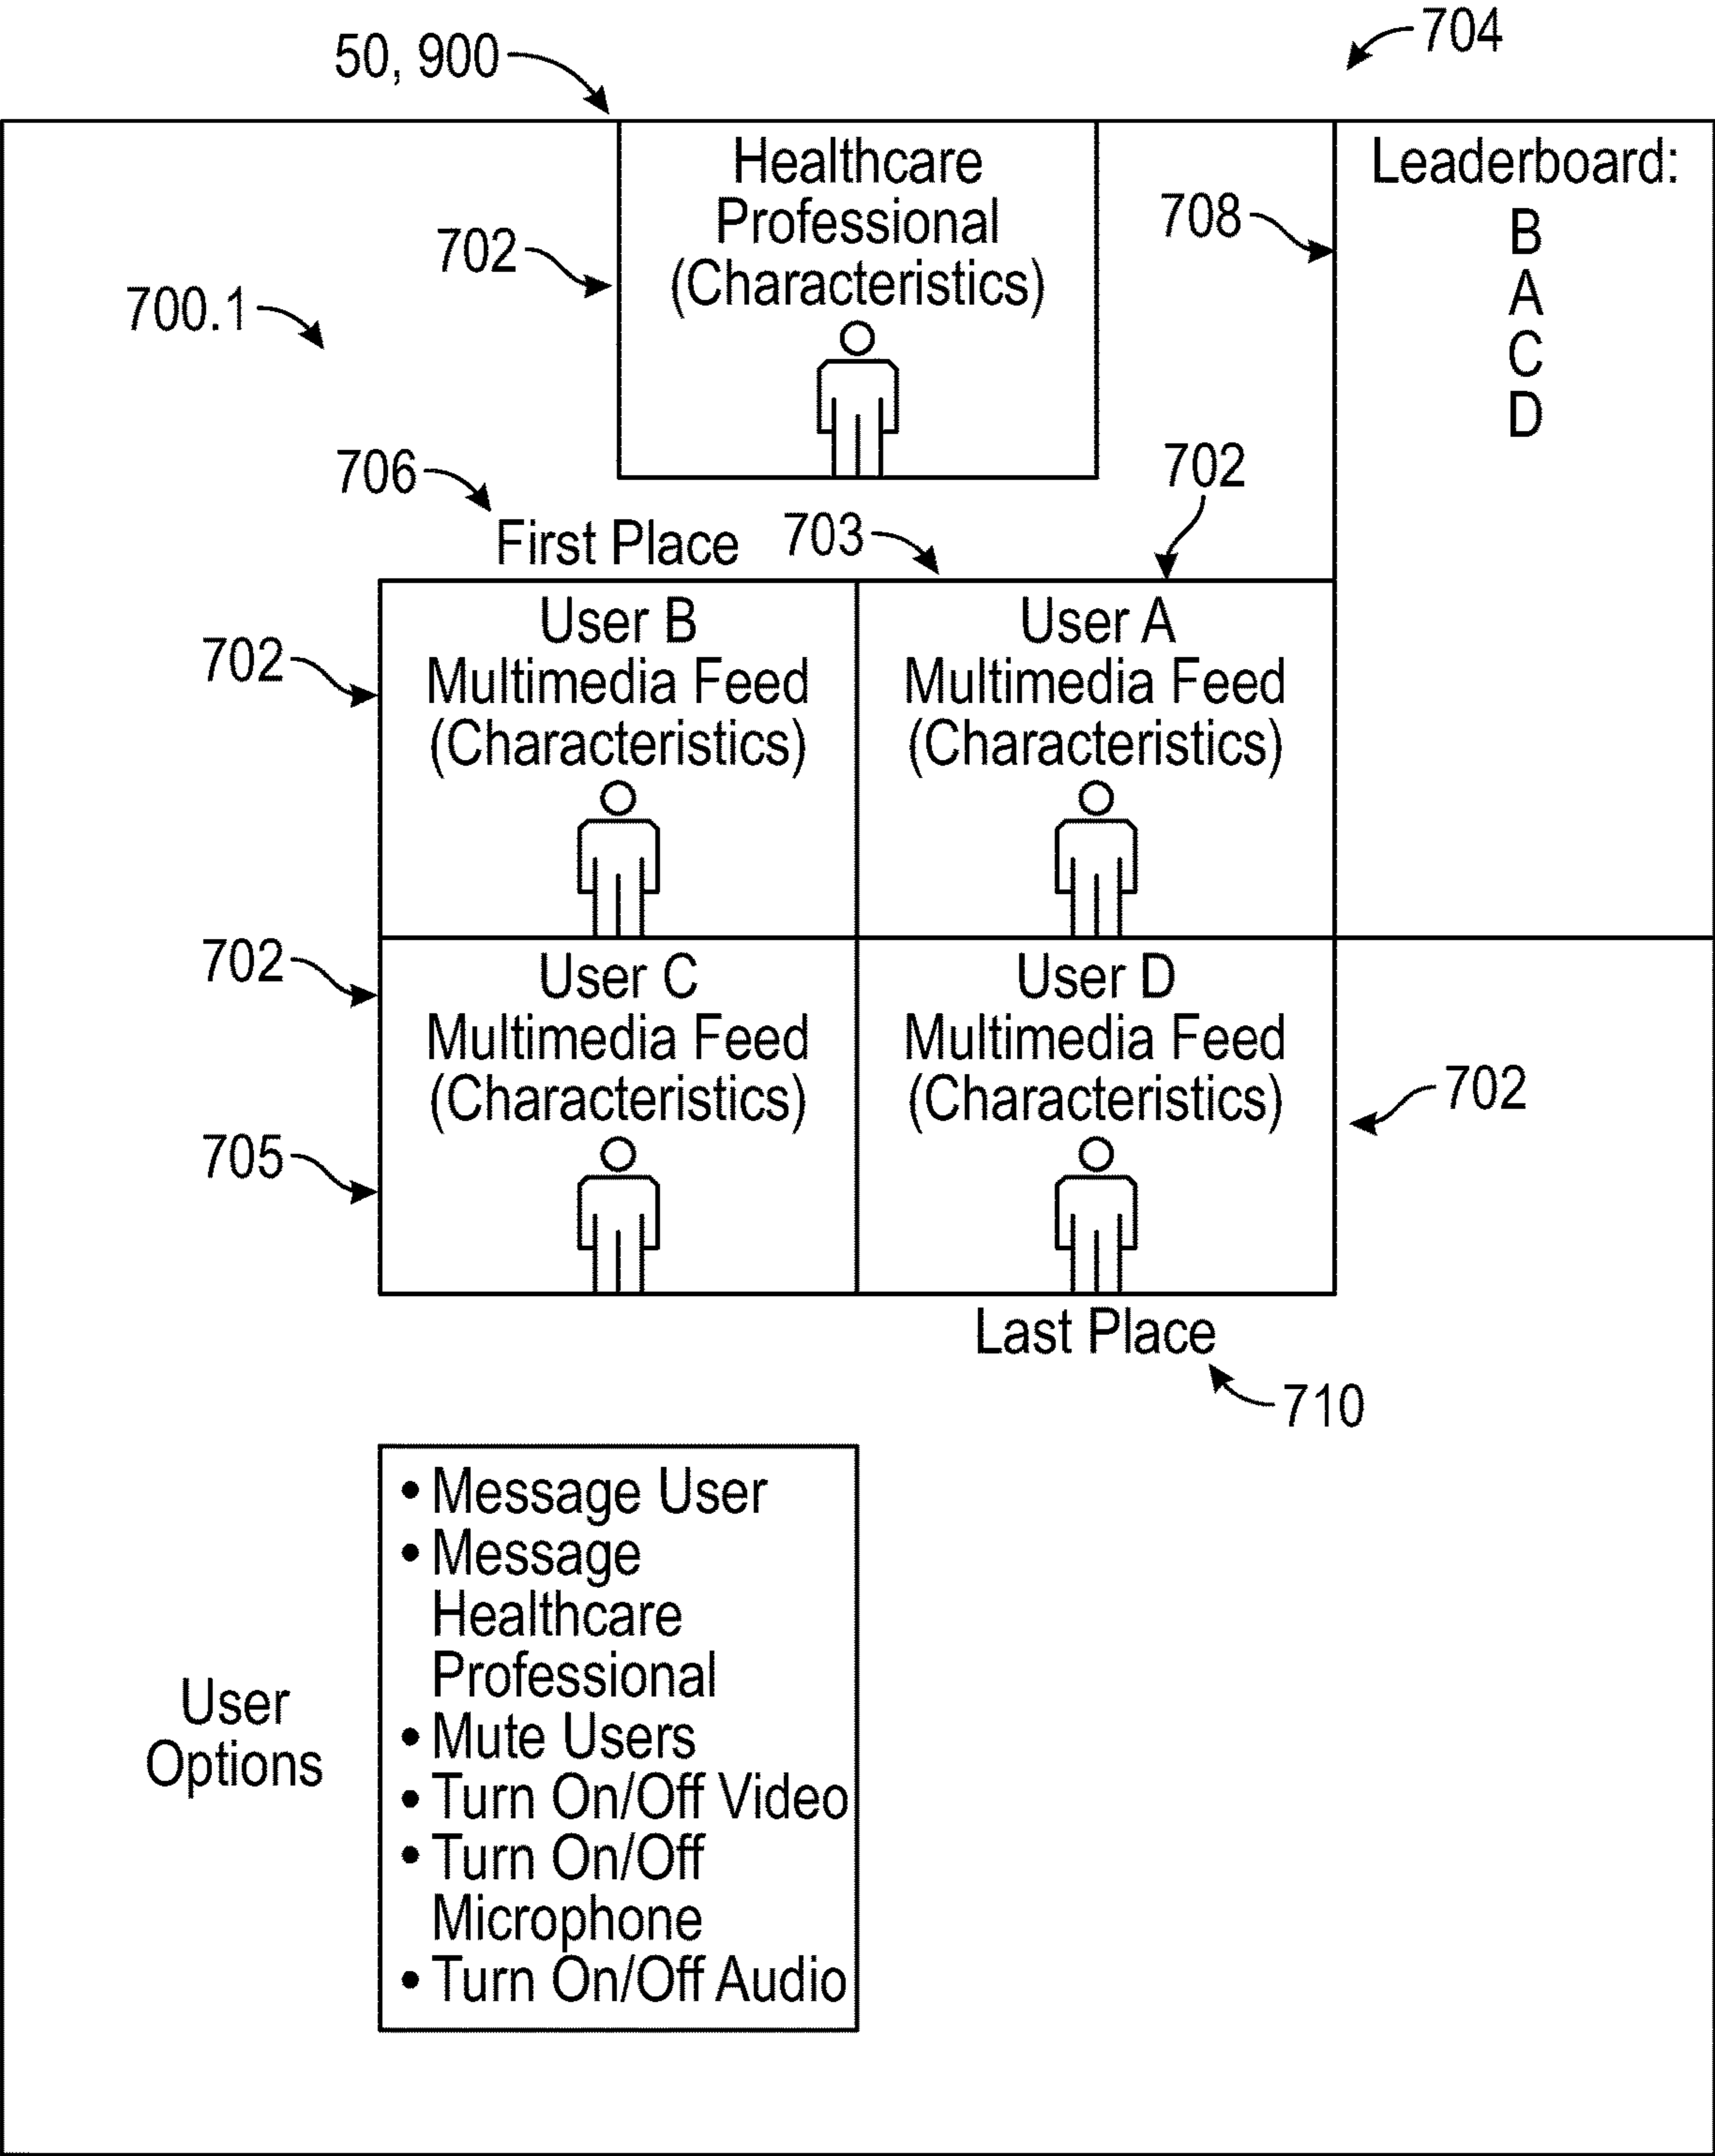 50, 900
704
Healthcare
Professional
(Characteristics)
702
708
Leaderboard:
B
A
C
D
700.1
706
First Place
703
702
User B
Multimedia Feed
(Characteristics)
702
User A
Multimedia Feed
(Characteristics)
User C
Multimedia Feed
(Characteristics)
702
705
User D
Multimedia Feed
(Characteristics)
702
Last Place
710
User
Options
• Message User
• Message
Healthcare
Professional
• Mute Users
• Turn On/Off Video
• Turn On/Off
Microphone
• Turn On/Off Audio